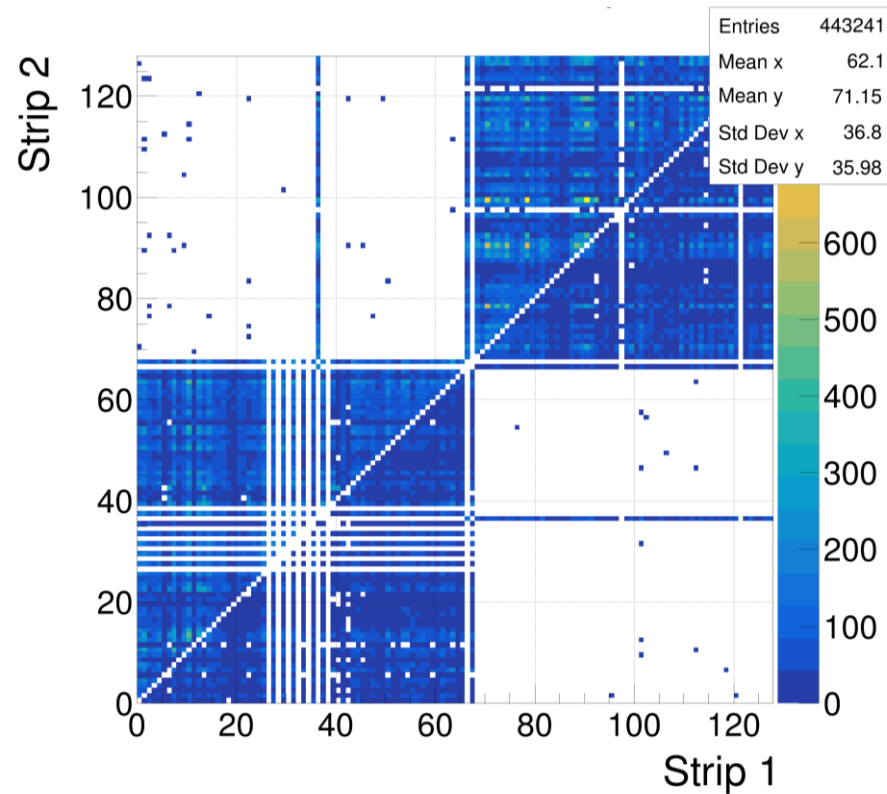 Entries 443241
Mean x 62.1
Mean y 71.15
Std Dev x 36.8
Std Dev y 35.98
Strip 2
120
100
80
60
40
20
0
0 20 40 60 80 100 120
Strip 1
600
500
400
300
200
100
0